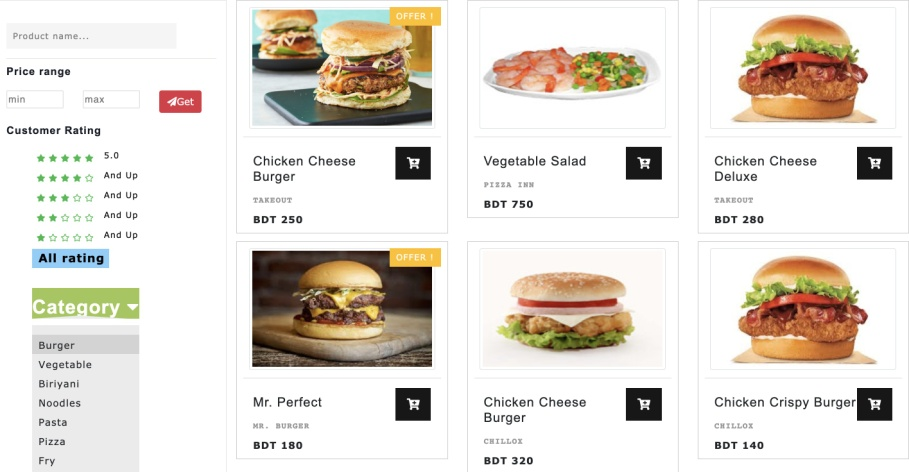 Product name...
Price range
min
max
Get
Customer Rating
5.0
And Up
And Up
And Up
And Up
All rating
Category
Burger
Vegetable
Biriyani
Noodles
Pasta
Pizza
Fry
OFFER !
Chicken Cheese
Burger
TAKEOUT
BDT 250
Vegetable Salad
PIZZA INN
BDT 750
Chicken Cheese
Deluxe
TAKEOUT
BDT 280
OFFER !
Mr. Perfect
MR. BURGER
BDT 180
Chicken Cheese
Burger
CHILLOX
BDT 320
Chicken Crispy Burger
CHILLOX
BDT 140